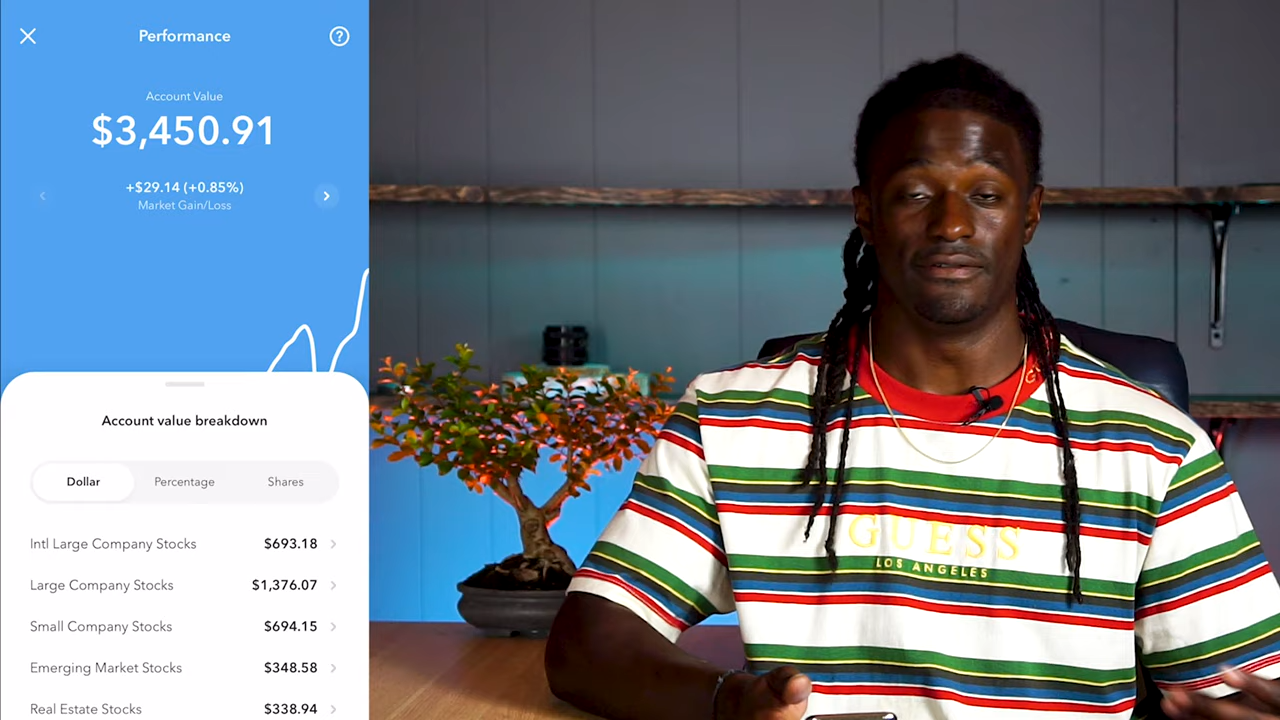 Performance
Account Value
$3,450.91
+$29.14 (+0.85%)
Market Gain/Loss
Account value breakdown
Dollar Percentage Shares
Intl Large Company Stocks $693.18
Large Company Stocks $1,376.07
Small Company Stocks $694.15
Emerging Market Stocks $348.58
Real Estate Stocks $338.94
GUESS
LOS ANGELES